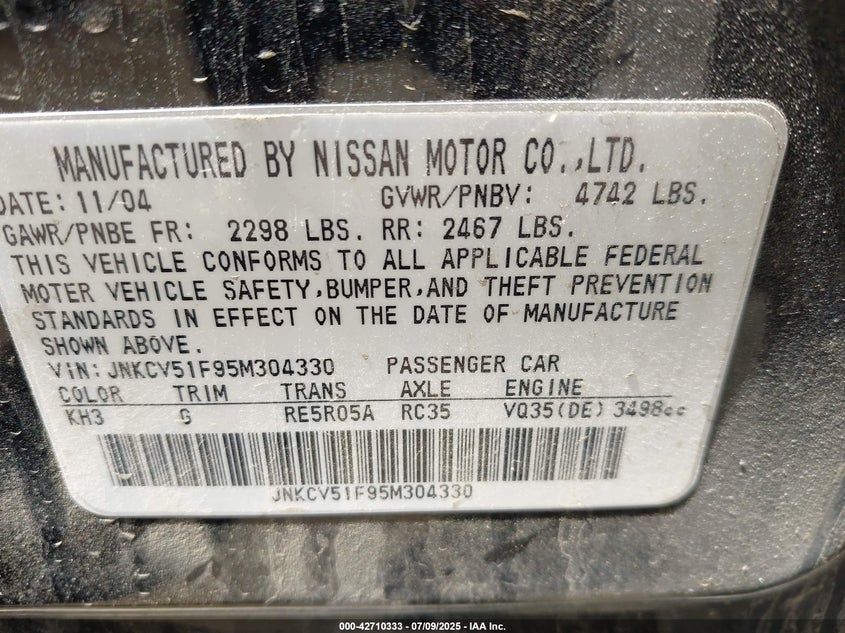 MANUFACTURED BY NISSAN MOTOR CO.,LTD.
DATE: 11/04 GVWR/PNBV: 4742 LBS.
GAWR/PNBE FR: 2298 LBS. RR: 2467 LBS.
THIS VEHICLE CONFORMS TO ALL APPLICABLE FEDERAL
MOTER VEHICLE SAFETY,BUMPER,AND THEFT PREVENTION
STANDARDS IN EFFECT ON THE DATE OF MANUFACTURE
SHOWN ABOVE.
VIN: JNKCV51F95M304330 PASSENGER CAR
COLOR TRIM TRANS AXLE ENGINE
KH3 G RE5R05A RC35 VQ35(DE) 3498cc
JNKCV51F95M304330
000-42710333 - 07/09/2025 - IAA Inc.